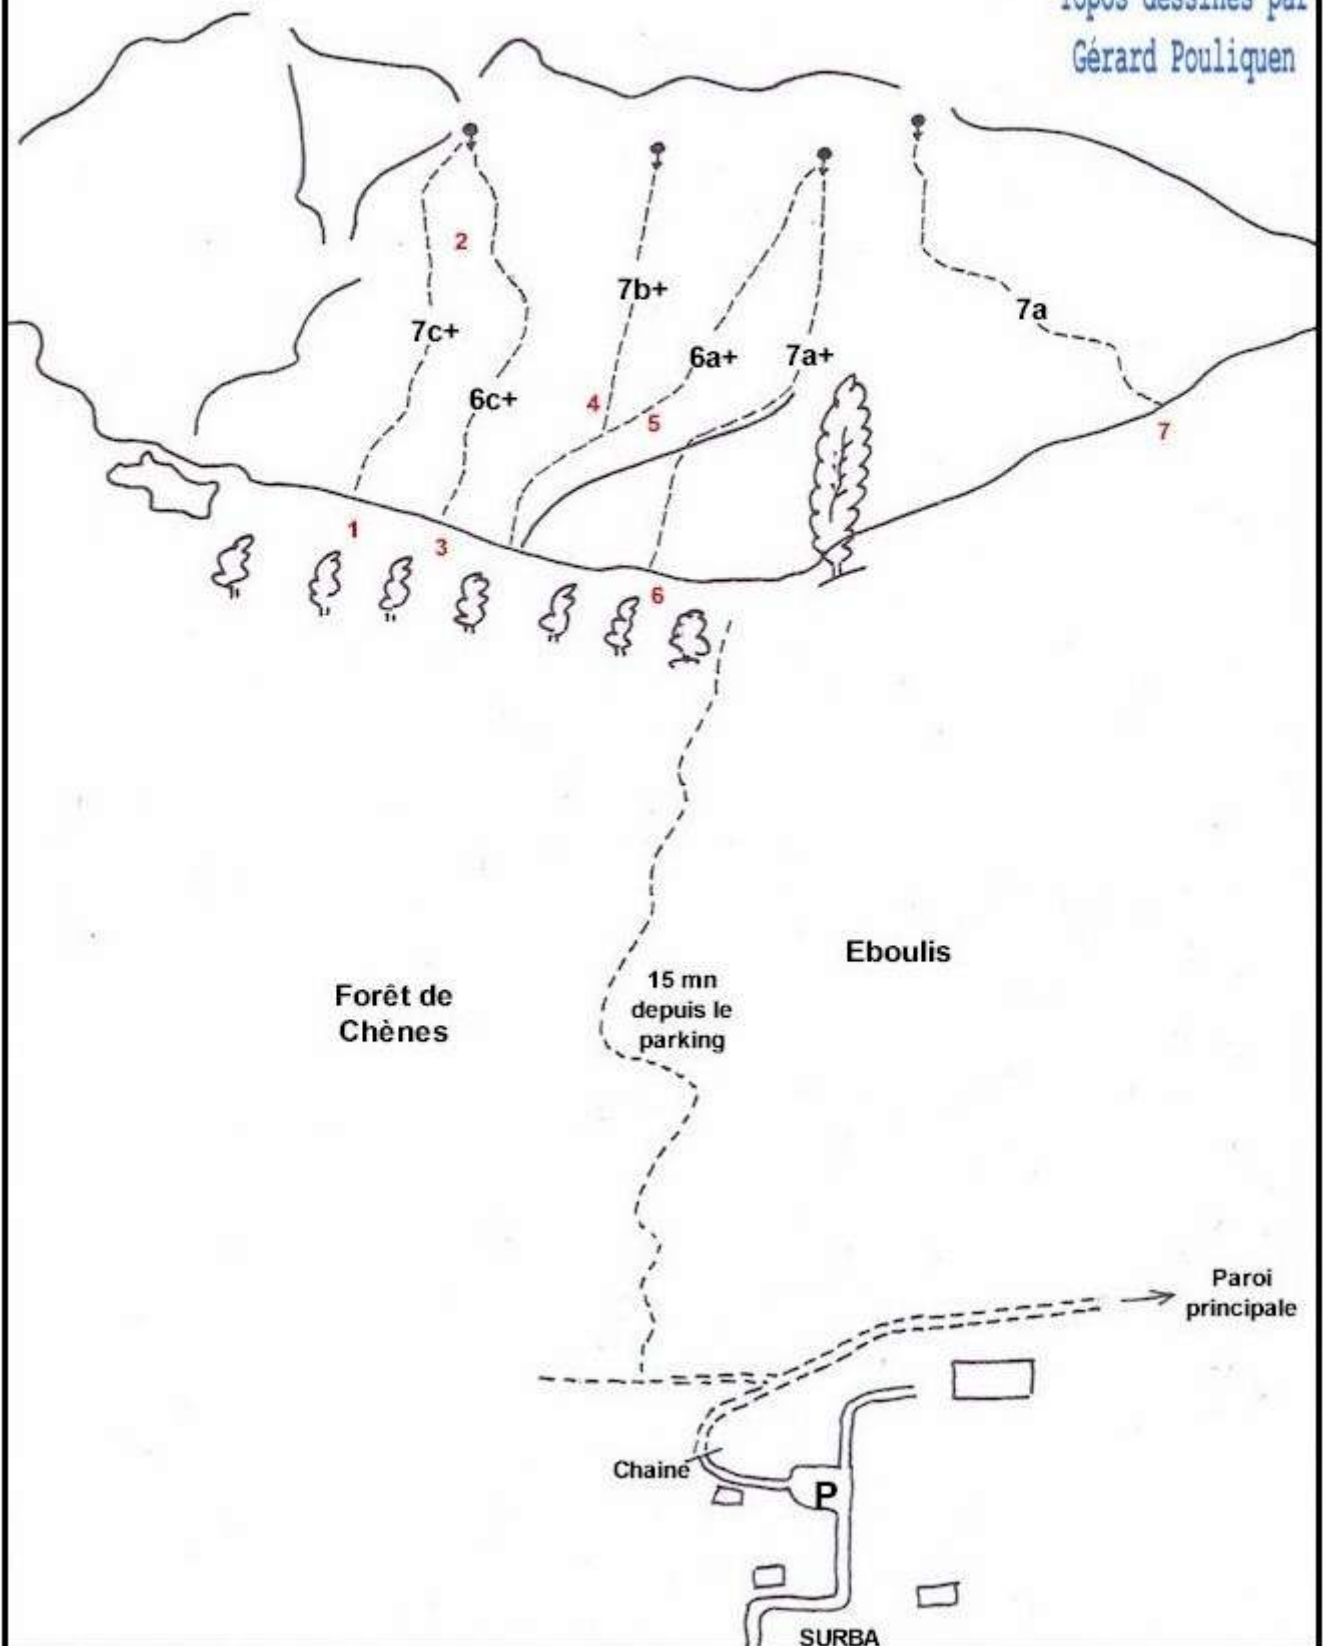 Topos dessinés par
Gérard Pouliquen
2
7b+
7a
7c+
6a+
7a+
6c+
4
5
7
1
3
6
Eboulis
Forêt de
Chènes
15 mn
depuis le
parking
Paroi
principale
Chaine
P
SURBA